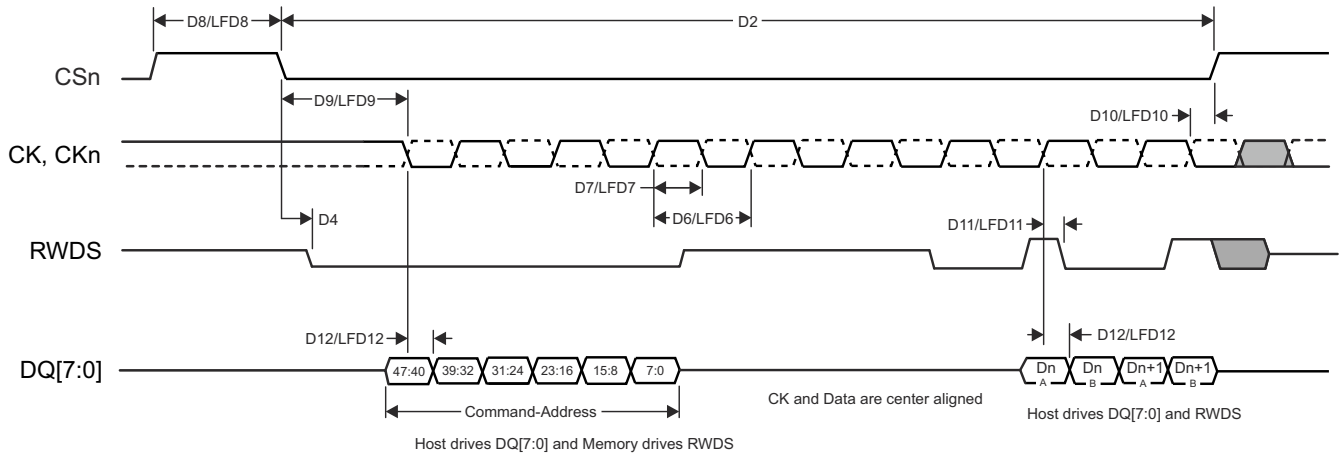 D8/LFD8
D2
CSn
D9/LFD9
D10/LFD10
CK, CKn
D7/LFD7
D4
D6/LFD6
D11/LFD11
RWDS
D12/LFD12
D12/LFD12
DQ[7:0]
47:40 39:32 31:24 23:16 15:8 7:0
Dn Dn Dn+1 Dn+1
A B A B
Command-Address
CK and Data are center aligned
Host drives DQ[7:0] and RWDS
Host drives DQ[7:0] and Memory drives RWDS